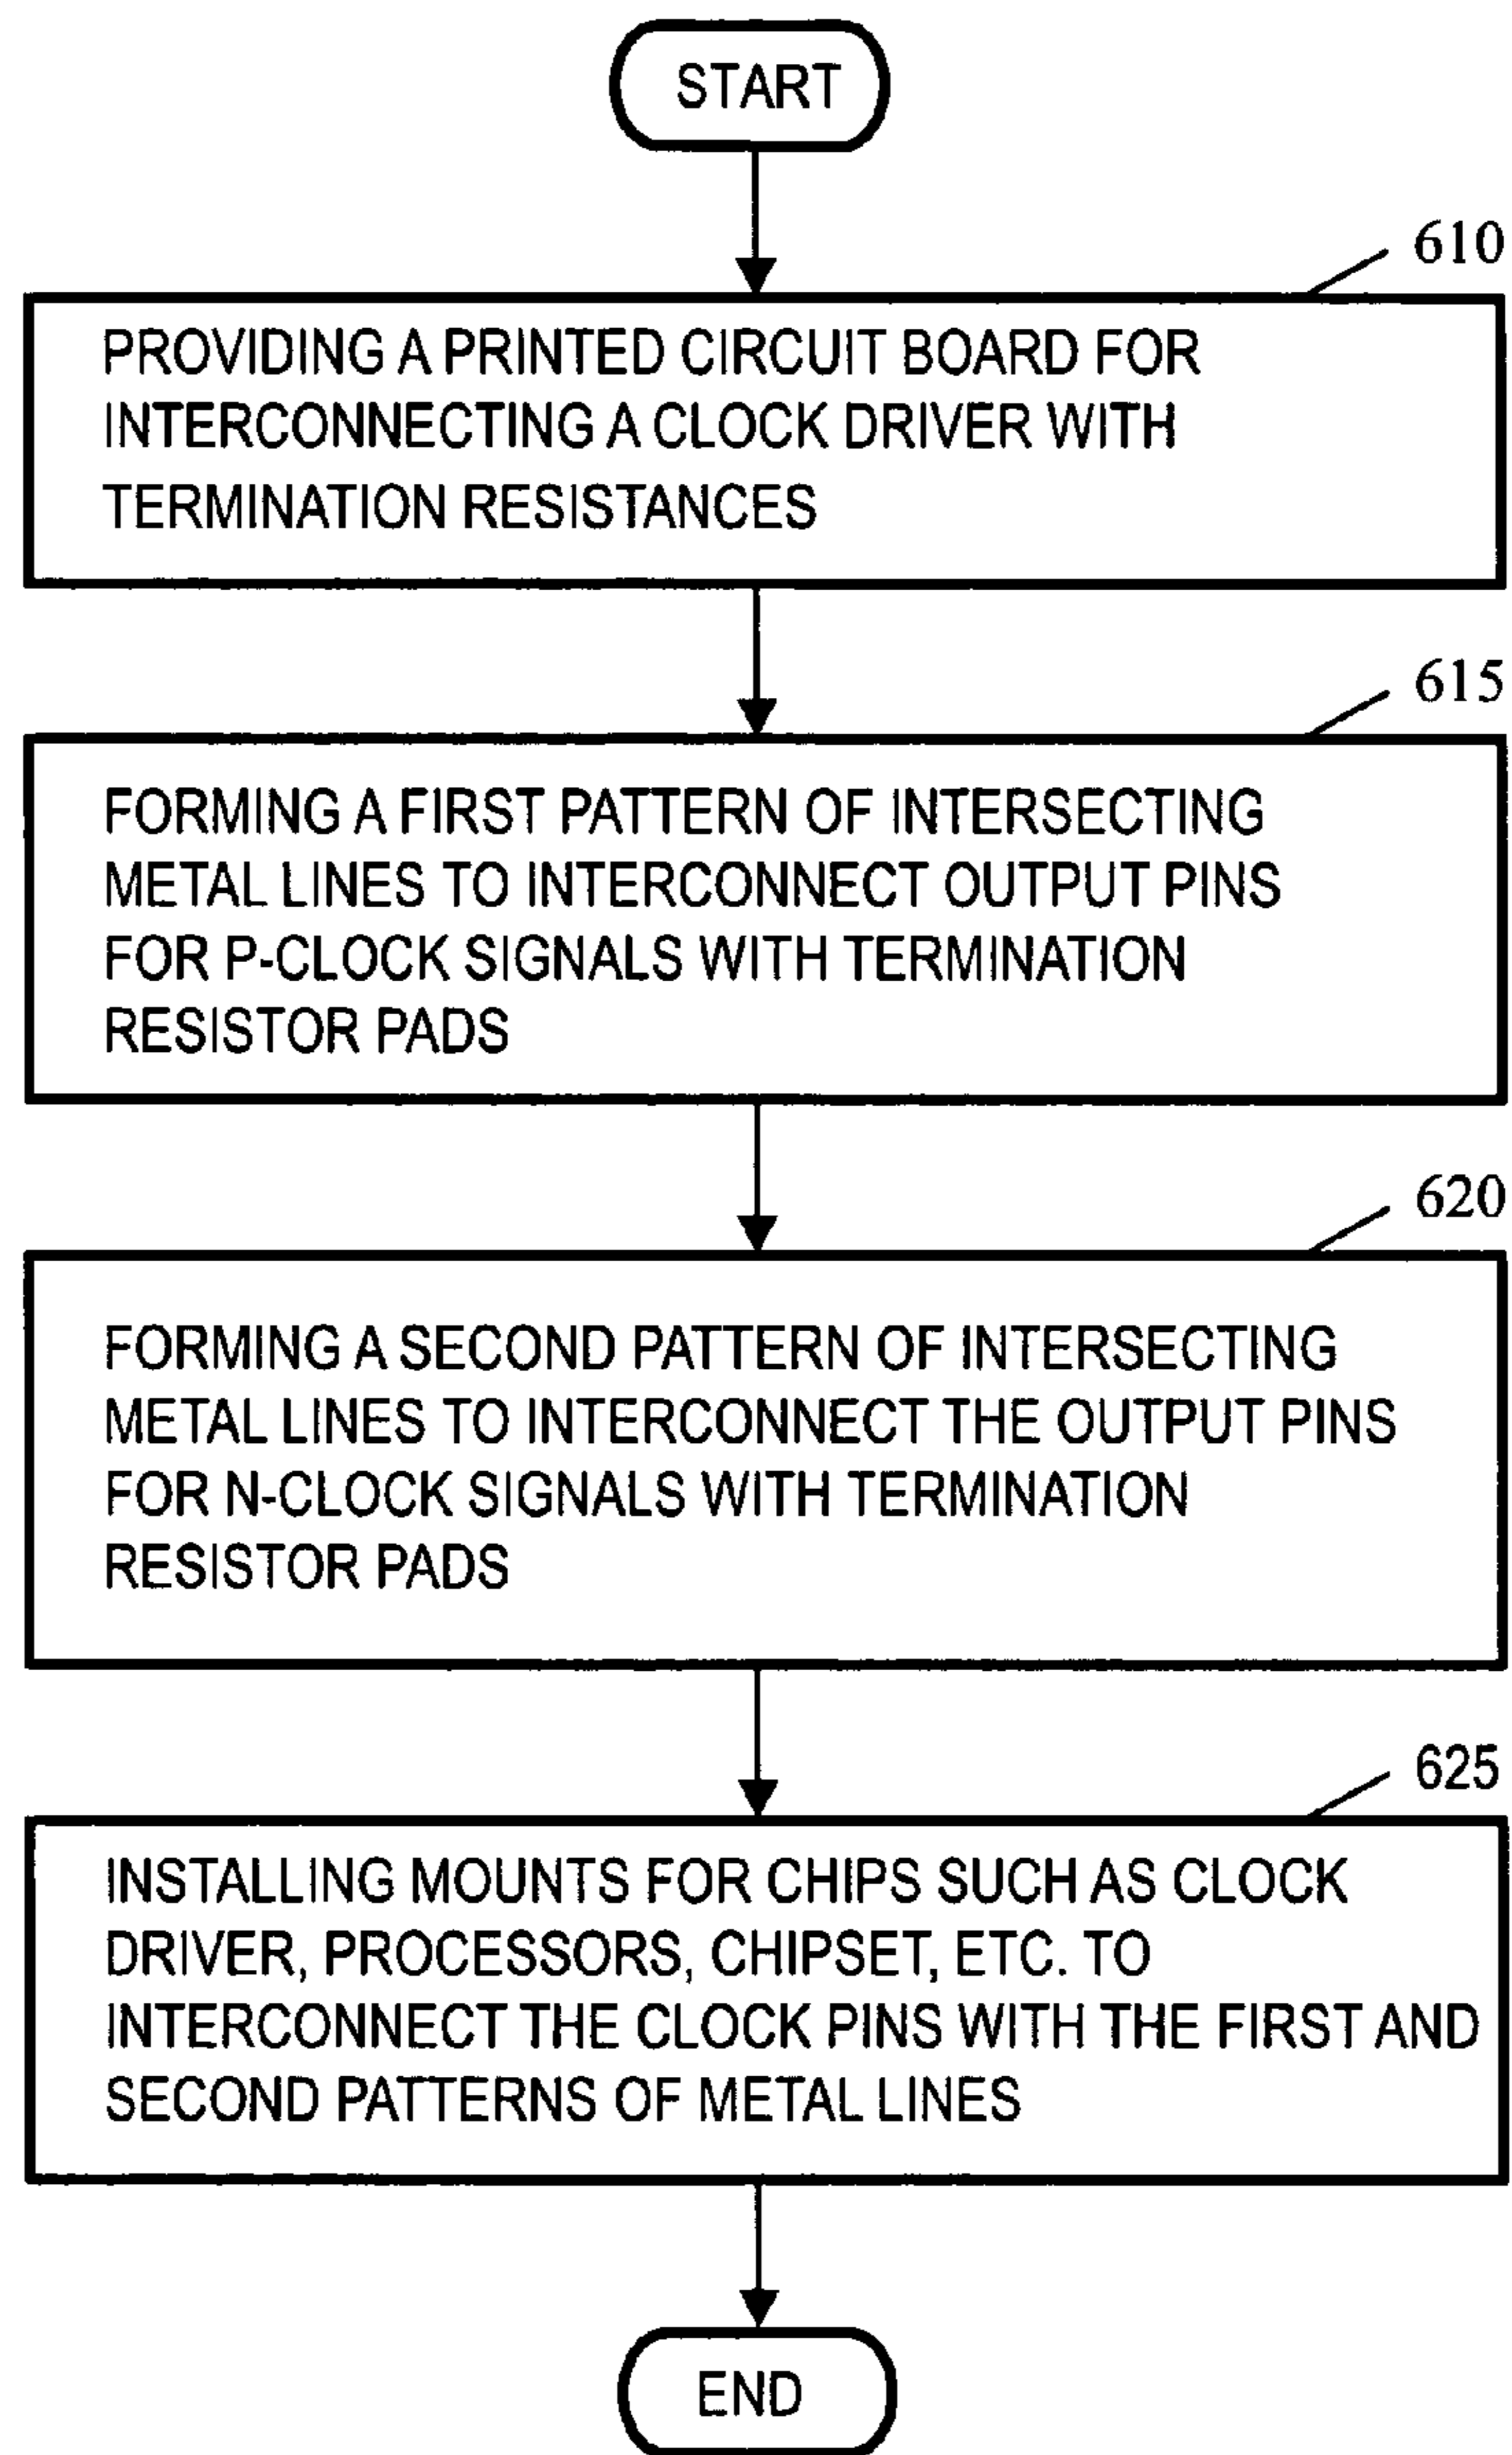 START
610
PROVIDING A PRINTED CIRCUIT BOARD FOR
INTERCONNECTING A CLOCK DRIVER WITH
TERMINATION RESISTANCES
615
FORMING A FIRST PATTERN OF INTERSECTING
METAL LINES TO INTERCONNECT OUTPUT PINS
FOR P-CLOCK SIGNALS WITH TERMINATION
RESISTOR PADS
620
FORMING A SECOND PATTERN OF INTERSECTING
METAL LINES TO INTERCONNECT THE OUTPUT PINS
FOR N-CLOCK SIGNALS WITH TERMINATION
RESISTOR PADS
625
INSTALLING MOUNTS FOR CHIPS SUCH AS CLOCK
DRIVER, PROCESSORS, CHIPSET, ETC. TO
INTERCONNECT THE CLOCK PINS WITH THE FIRST AND
SECOND PATTERNS OF METAL LINES
END